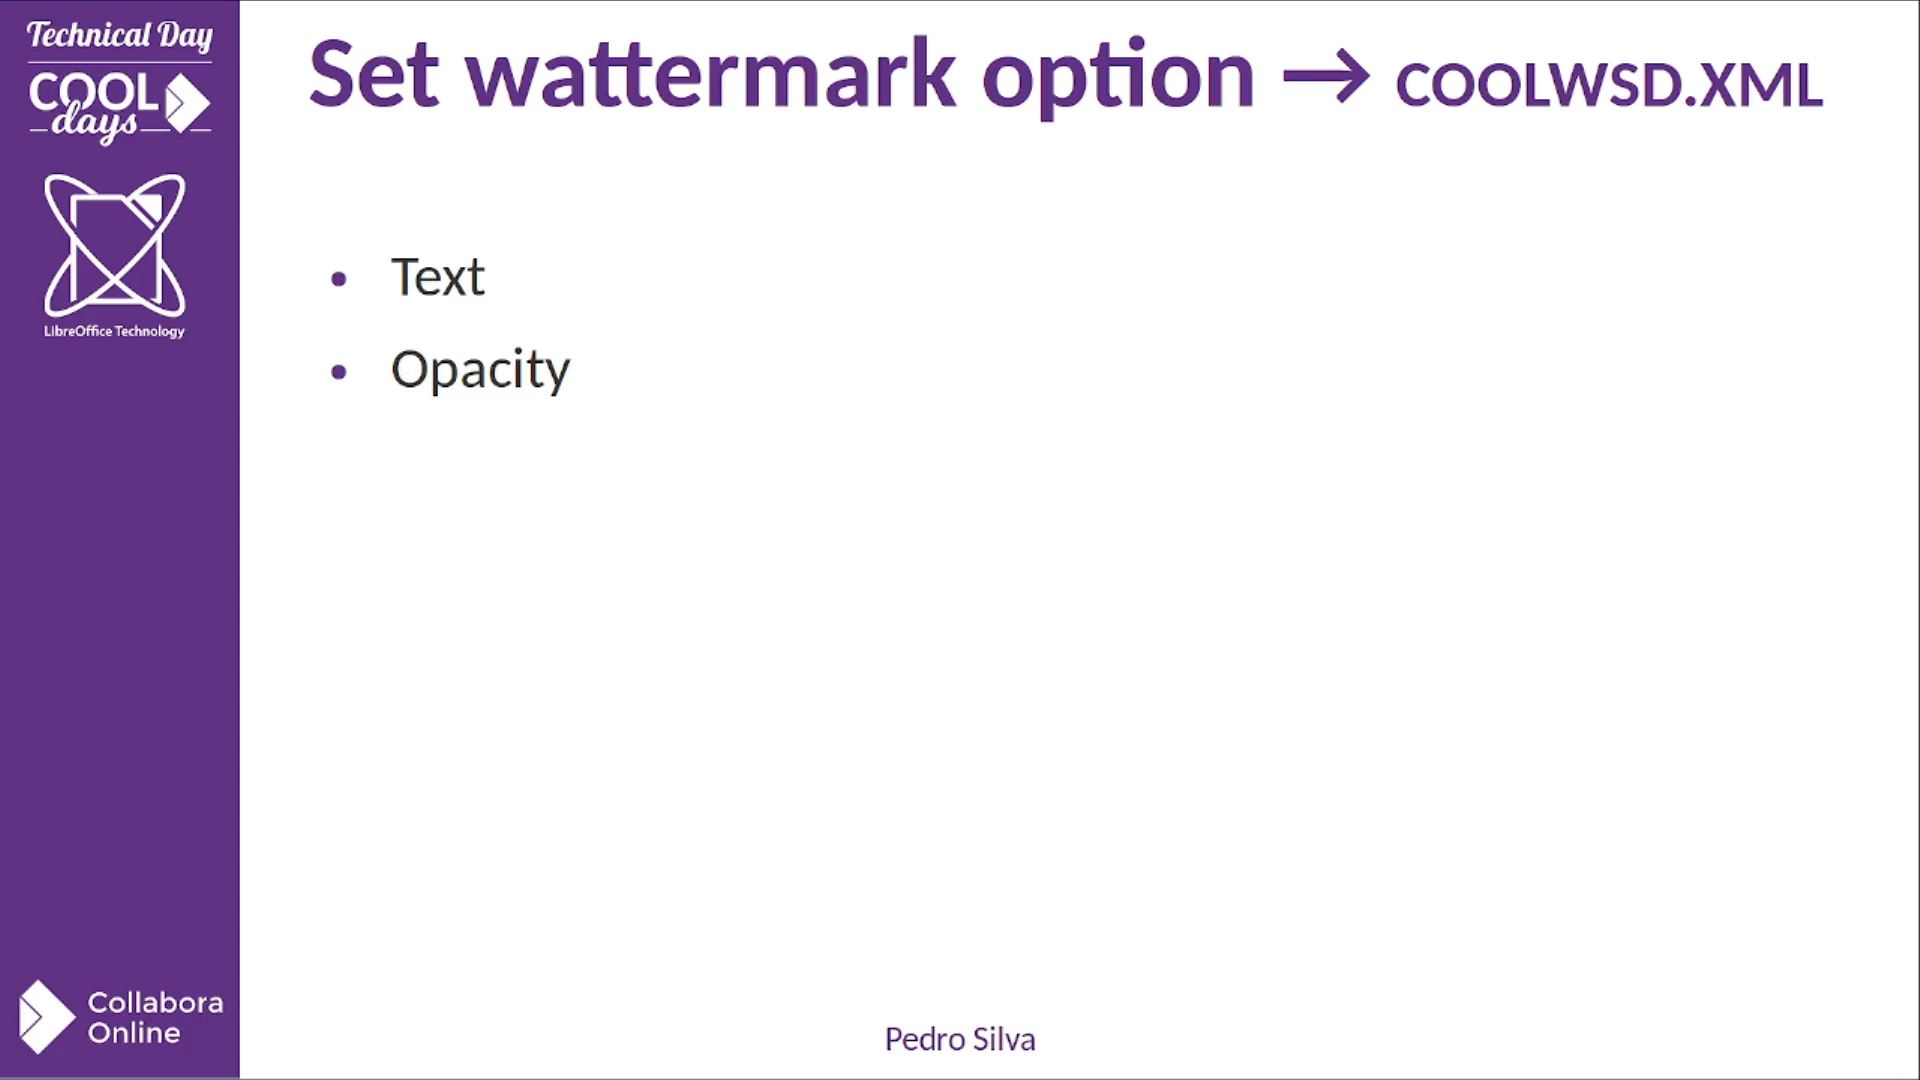 Technical Day
COOL
days
LibreOffice Technology
Set wattermark option → COOLWSD.XML
• Text
• Opacity
Collabora
Online
Pedro Silva